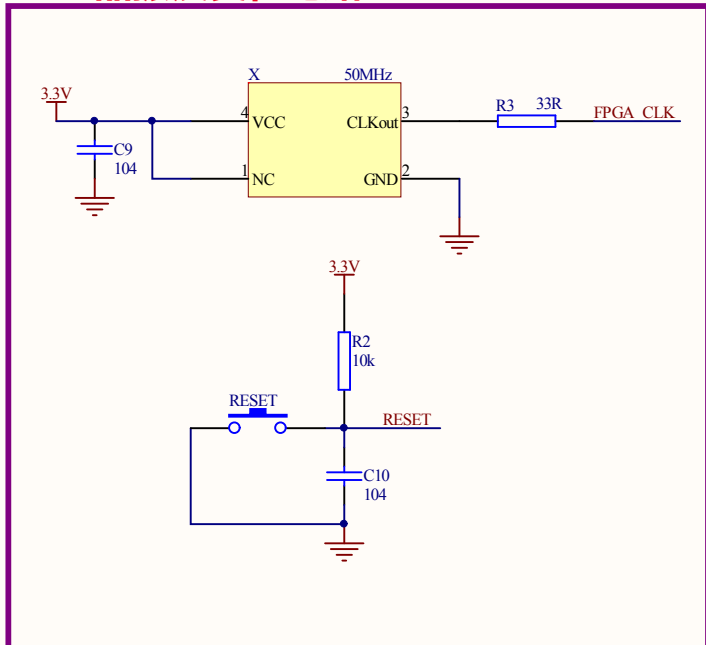 X 50MHz
3.3V
4 VCC CLKout 3
R3 33R
FPGA_CLK
C9
104
1 NC GND 2
3.3V
R2
10k
RESET
RESET
C10
104